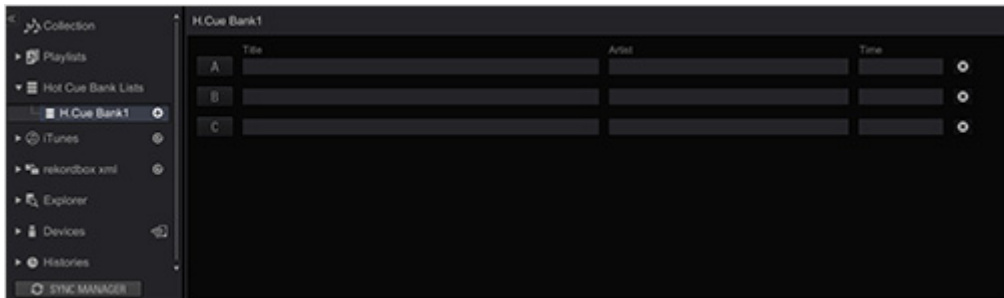 Collection
Playlists
Hot Cue Bank Lists
H.Cue Bank1
iTunes
rekordbox xml
Explorer
Devices
Histories
SYNC MANAGER
H.Cue Bank1
Title Artist Time
A
B
C